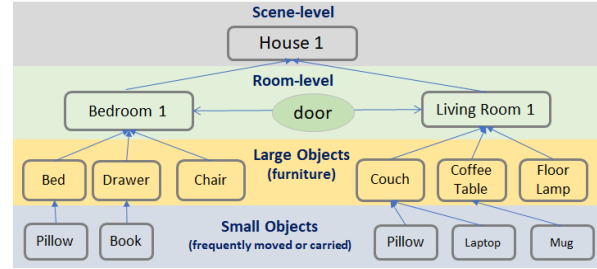 Scene-level
House 1
Room-level
Bedroom 1
door
Living Room 1
Large Objects
(furniture)
Bed
Drawer
Chair
Couch
Coffee
Table
Floor
Lamp
Small Objects
(frequently moved or carried)
Pillow
Book
Pillow
Laptop
Mug